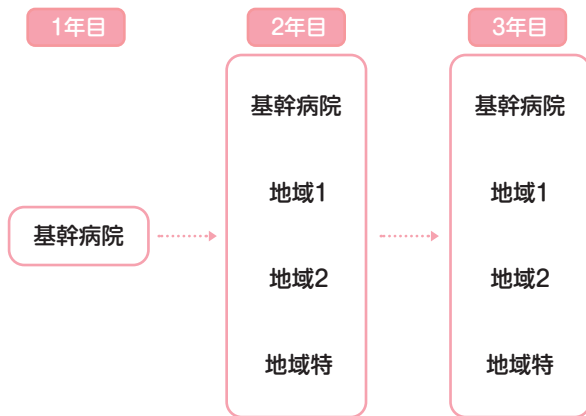 1年目
2年目
3年目
基幹病院
基幹病院
地域1
地域2
地域特
基幹病院
地域1
地域2
地域特